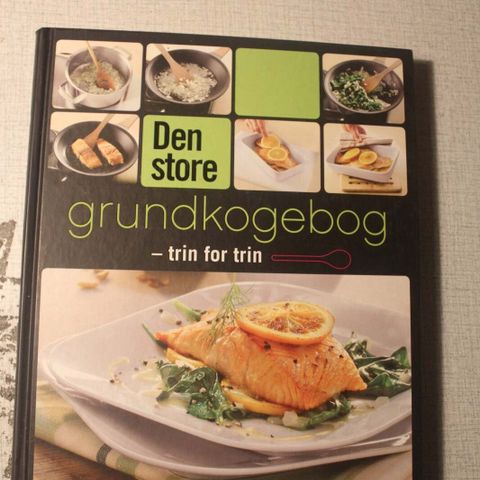 Den
store
grundkogebog
– trin for trin